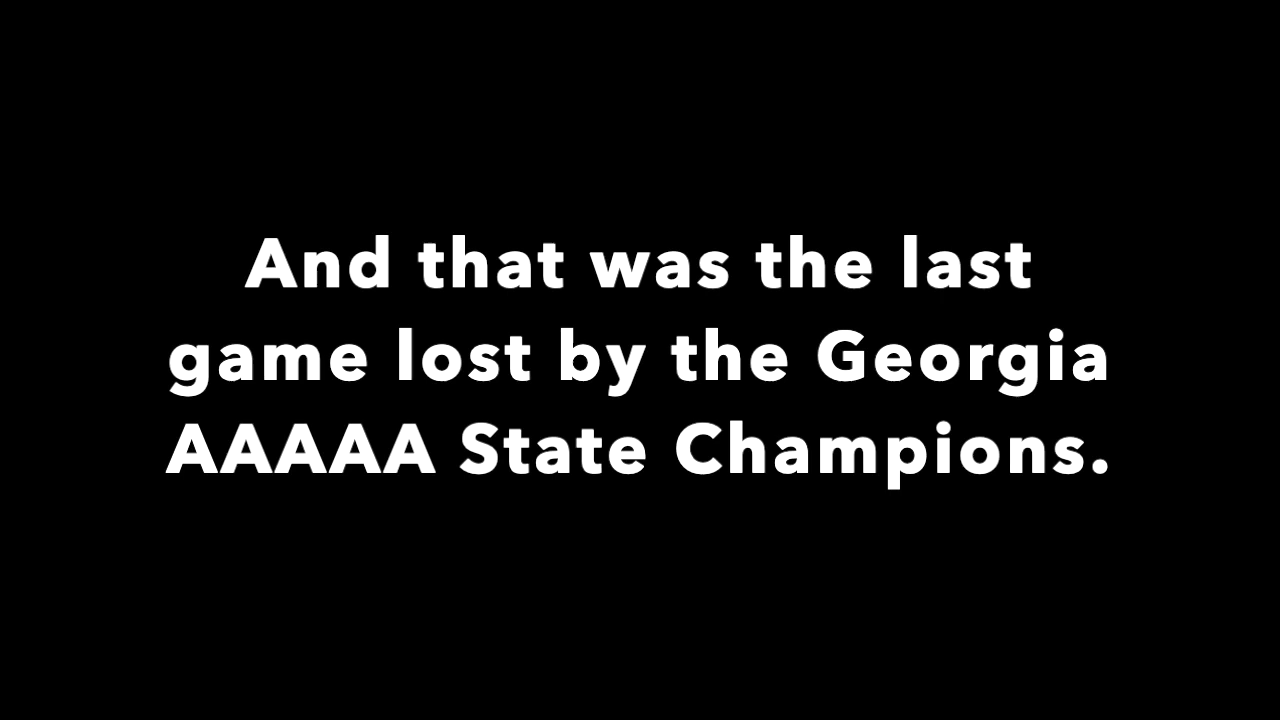 And that was the last
game lost by the Georgia
AAAAA State Champions.